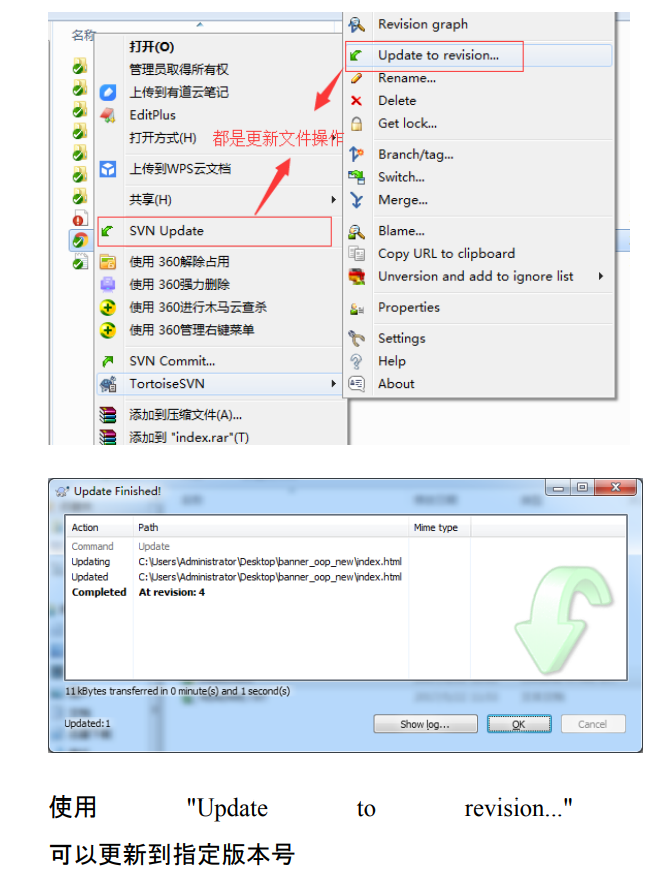 名称
打开(O)
管理员取得所有权
上传到有道云笔记
EditPlus
打开方式(H)
都是更新文件操作
上传到WPS云文档
共享(H)
SVN Update
使用 360解除占用
使用 360强力删除
使用 360进行木马云查杀
使用 360管理右键菜单
SVN Commit...
TortoiseSVN
添加到压缩文件(A)...
添加到 "index.rar"(T)
Revision graph
Update to revision...
Rename...
Delete
Get lock...
Branch/tag...
Switch...
Merge...
Blame...
Copy URL to clipboard
Unversion and add to ignore list
Properties
Settings
Help
About
Update Finished!
Action Path Mime type
Command Update
Updating C:\Users\Administrator\Desktop\banner_oop_new\index.html
Updated C:\Users\Administrator\Desktop\banner_oop_new\index.html
Completed At revision: 4
11 kBytes transferred in 0 minute(s) and 1 second(s)
Updated:1
Show log... OK Cancel
使用 "Update to revision..."
可以更新到指定版本号